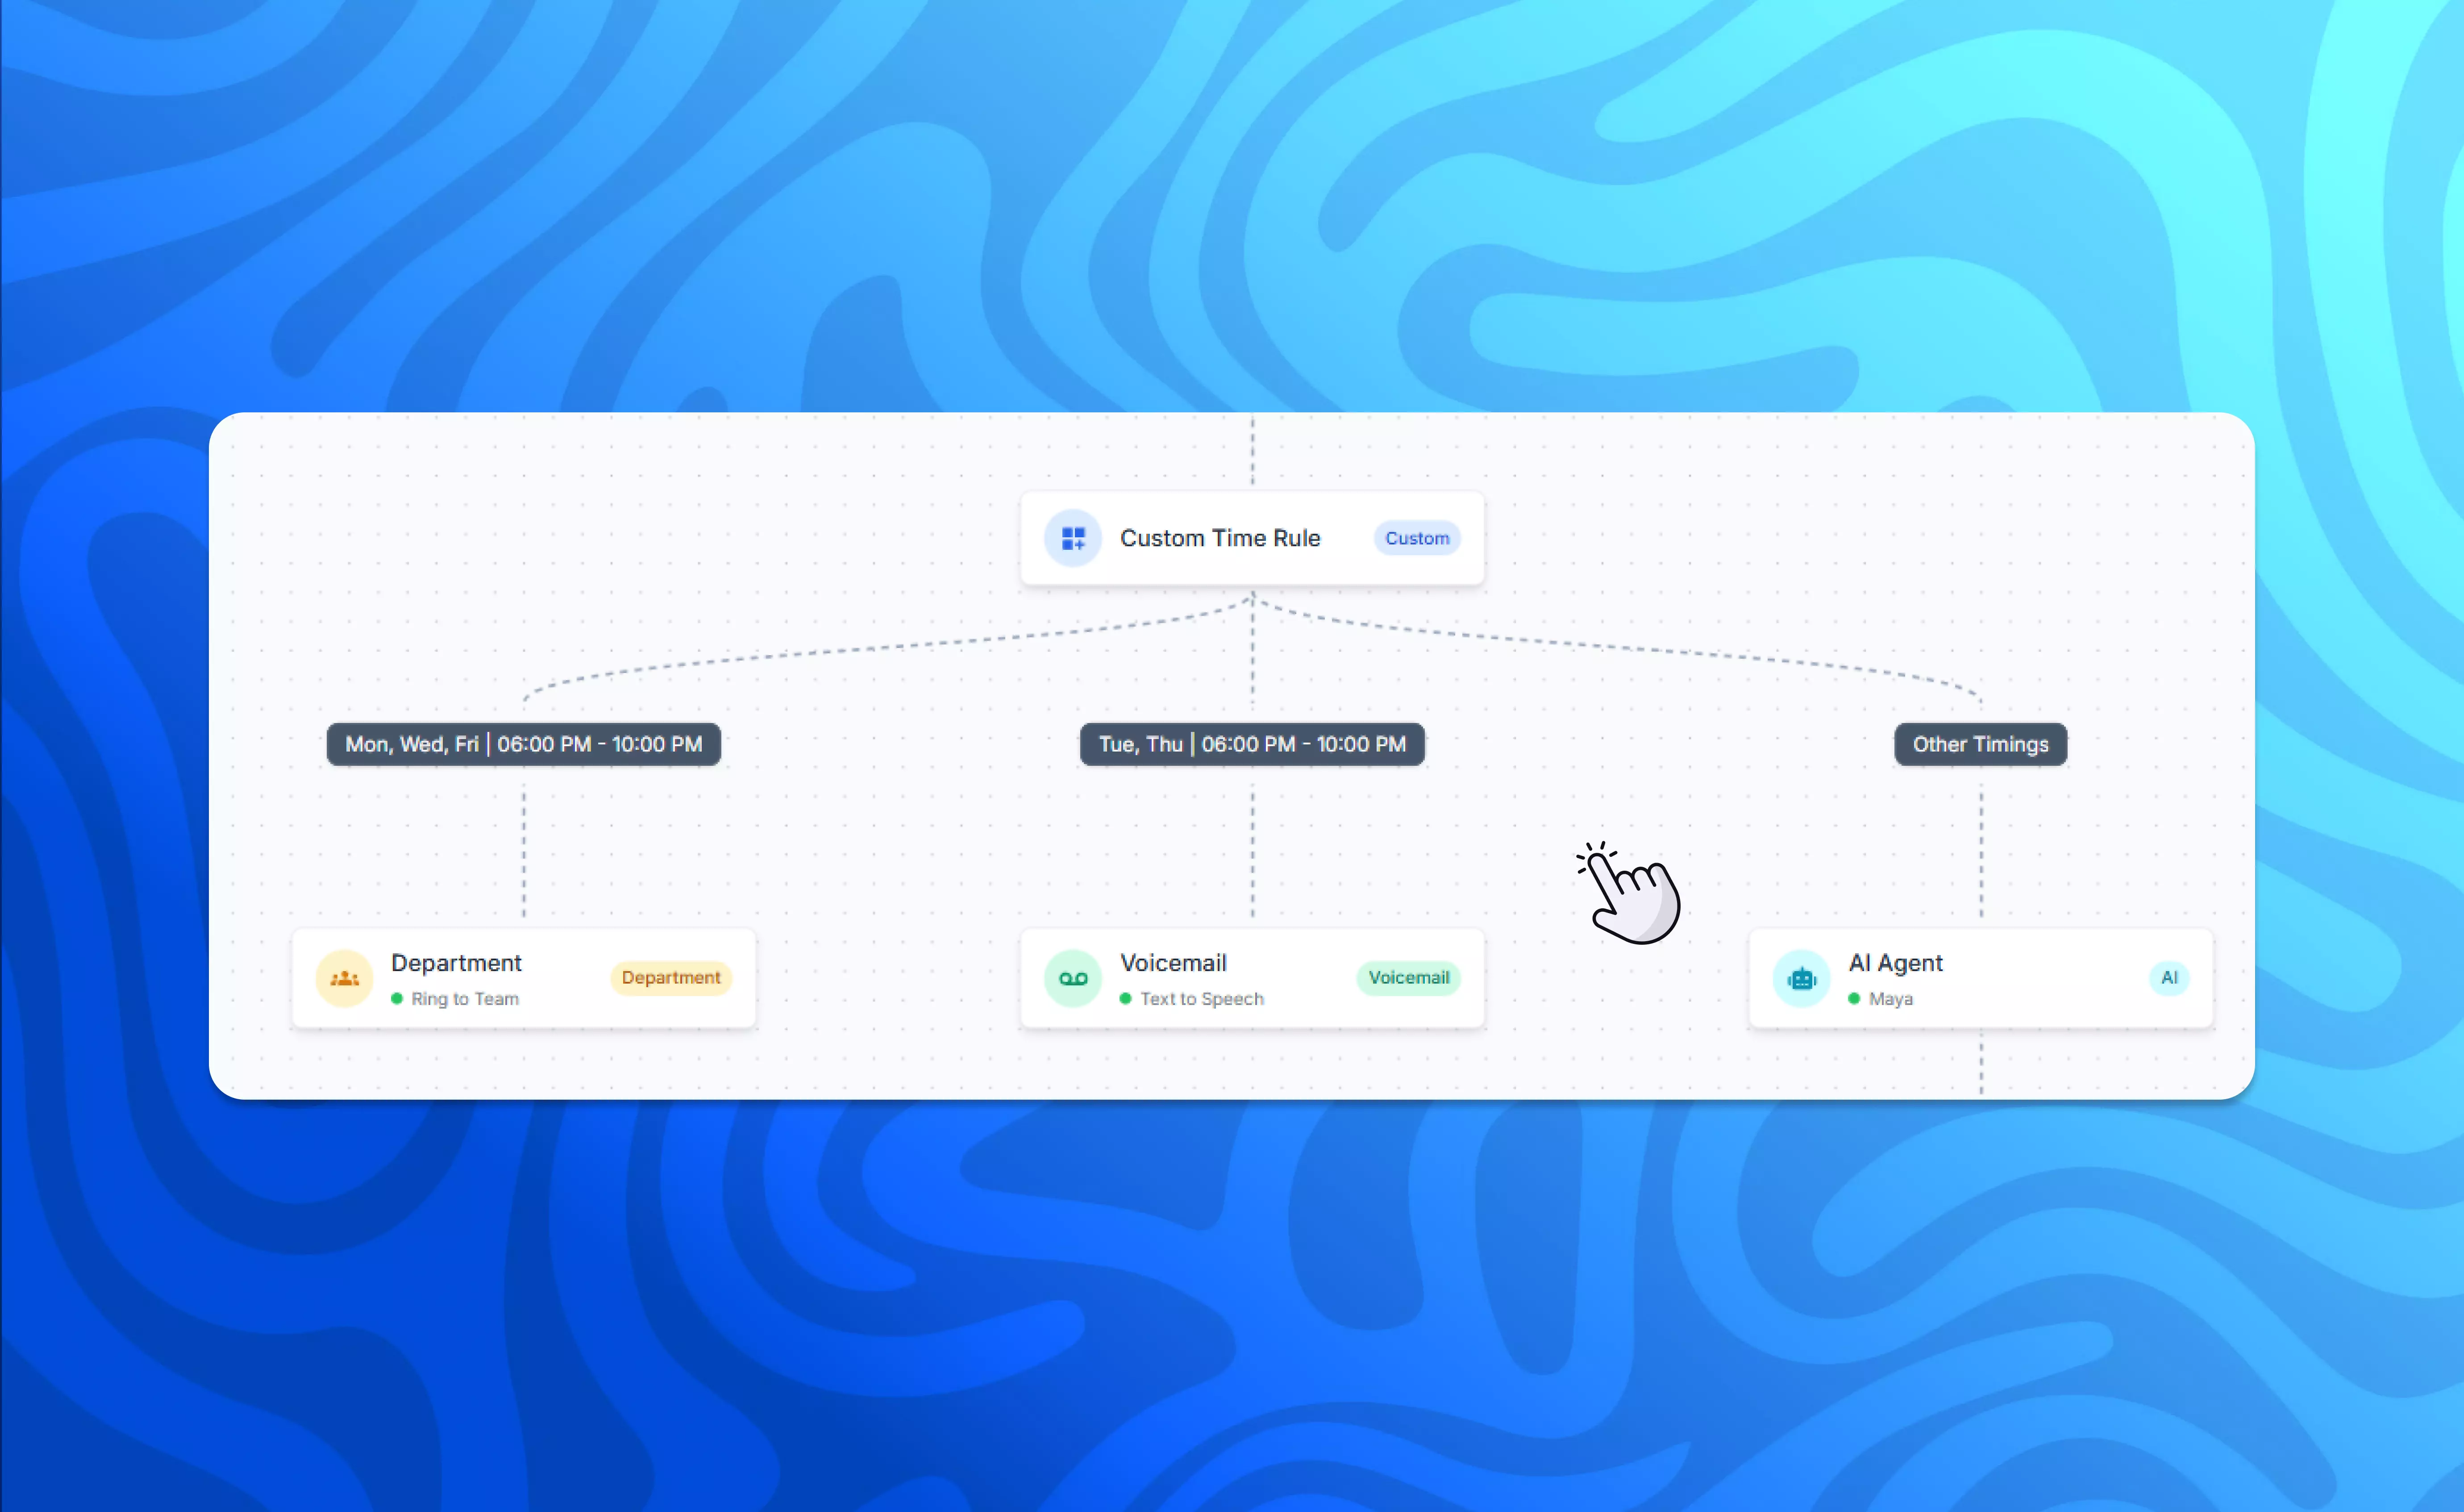 Custom Time Rule
Custom
Mon, Wed, Fri | 06:00 PM - 10:00 PM
Tue, Thu | 06:00 PM - 10:00 PM
Other Timings
Department
Ring to Team
Department
Voicemail
Text to Speech
Voicemail
AI Agent
Maya
AI